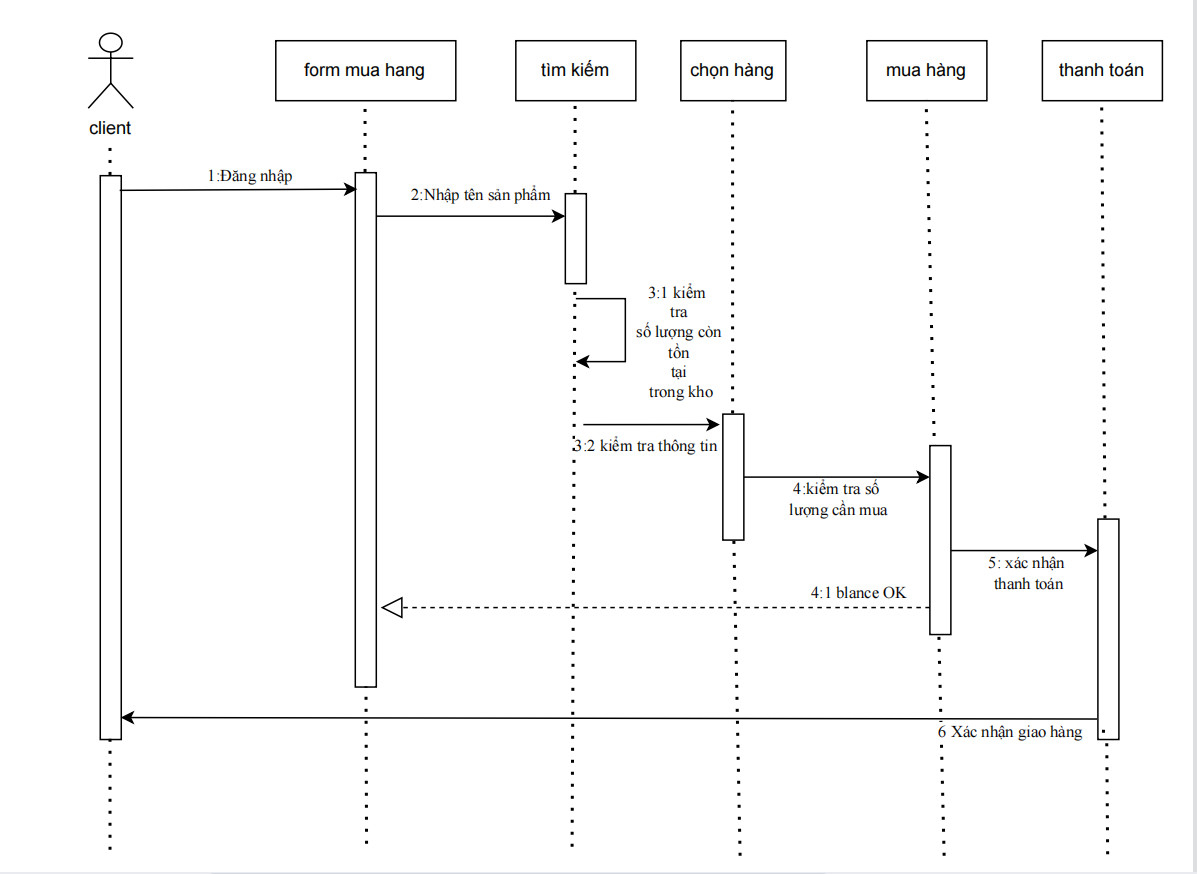 form mua hang
tìm kiếm
chọn hàng
mua hàng
thanh toán
client
1:Đăng nhập
2:Nhập tên sản phẩm
3:1 kiểm
tra
số lượng còn
tồn
tại
trong kho
3:2 kiểm tra thông tin
4:kiểm tra số
lượng cần mua
5: xác nhận
thanh toán
4:1 blance OK
6 Xác nhận giao hàng